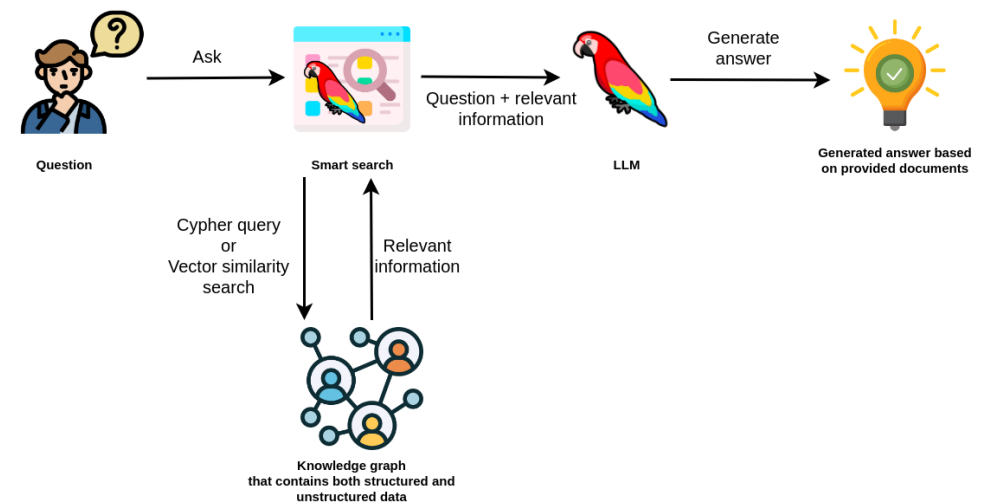 ?
Ask
Question + relevant
information
Generate
answer
Question
Smart search
LLM
Generated answer based
on provided documents
Cypher query
or
Vector similarity
search
Relevant
information
Knowledge graph
that contains both structured and
unstructured data